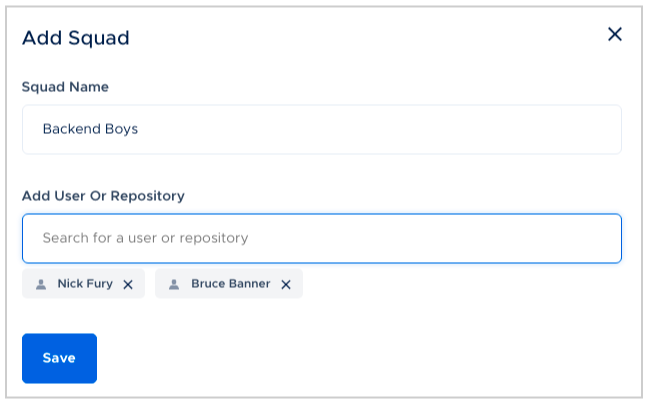 Add Squad
Squad Name
Backend Boys
Add User Or Repository
Search for a user or repository
Nick Fury Bruce Banner
Save